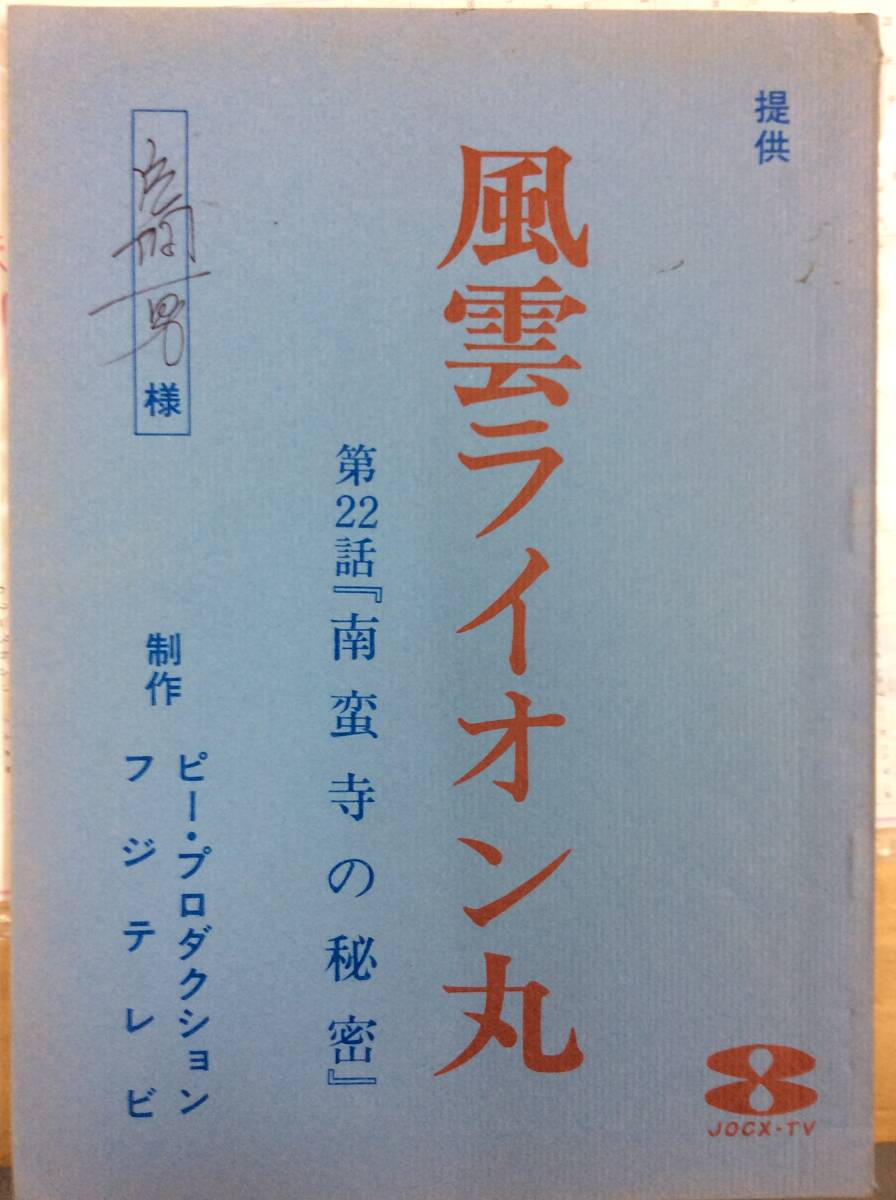 提供
風雲ライオン丸
第22話『南蛮寺の秘密』
様
制作
ピー・プロダクション
フジテレビ
JOCX-TV